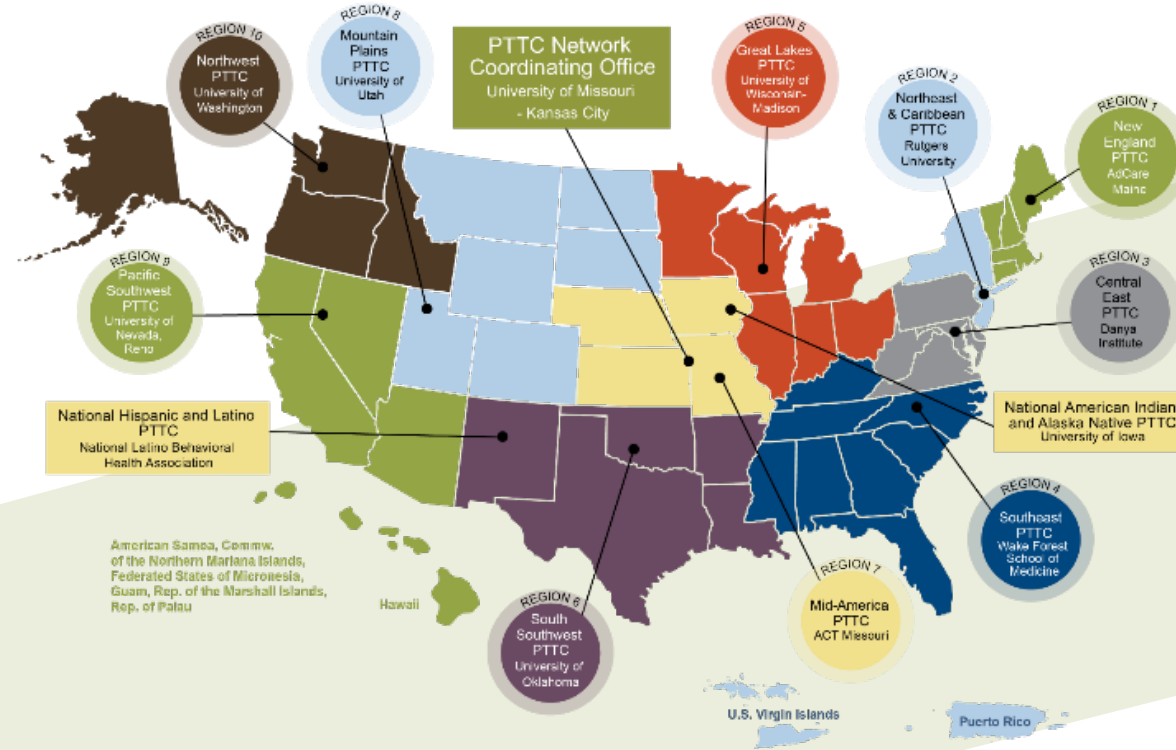 REGION 10
Northwest
PTTC
University of
Washington
REGION 8
Mountain
Plains
PTTC
University of
Utah
PTTC Network
Coordinating Office
University of Missouri
- Kansas City
REGION 5
Great Lakes
PTTC
University of
Wisconsin-
Madison
REGION 2
Northeast
& Caribbean
PTTC
Rutgers
University
REGION 1
New
England
PTTC
AdCare
Maine
REGION 9
Pacific
Southwest
PTTC
University of
Nevada,
Reno
REGION 3
Central
East
PTTC
Danya
Institute
National Hispanic and Latino
PTTC
National Latino Behavioral
Health Association
National American Indian
and Alaska Native PTTC
University of Iowa
REGION 4
Southeast
PTTC
Wake Forest
School of
Medicine
American Samoa, Commw.
of the Northern Mariana Islands,
Federated States of Micronesia,
Guam, Rep. of the Marshall Islands,
Rep. of Palau
Hawaii
REGION 6
South
Southwest
PTTC
University of
Oklahoma
REGION 7
Mid-America
PTTC
ACT Missouri
U.S. Virgin Islands
Puerto Rico